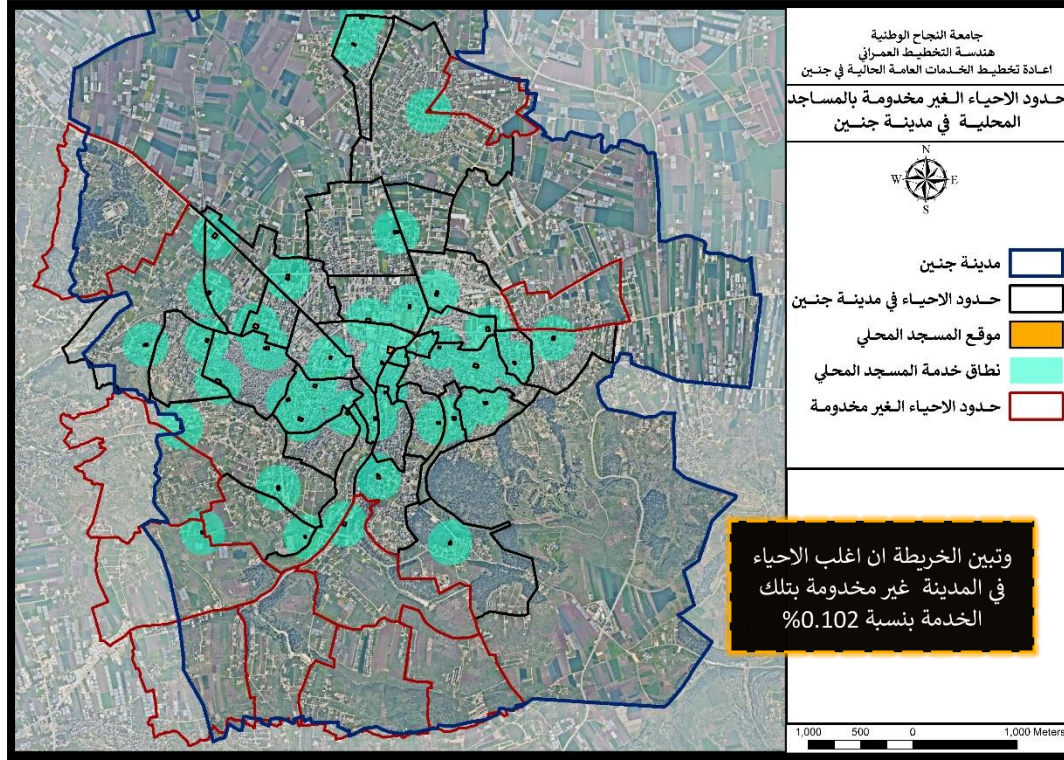 جامعة النجاح الوطنية
هندسة التخطيط العمراني
اعادة تخطيط الخدمات العامة الحالية في جنين
حدود الاحياء الغير مخدومة بالمساجد
المحلية في مدينة جنين
N
W E
S
مدينة جنين
حدود الاحياء في مدينة جنين
موقع المسجد المحلي
نطاق خدمة المسجد المحلي
حدود الاحياء الغير مخدومة
وتبين الخريطة ان اغلب الاحياء
في المدينة غير مخدومة بتلك
الخدمة بنسبة 0.102%
1,000 500 0 1,000 Meters